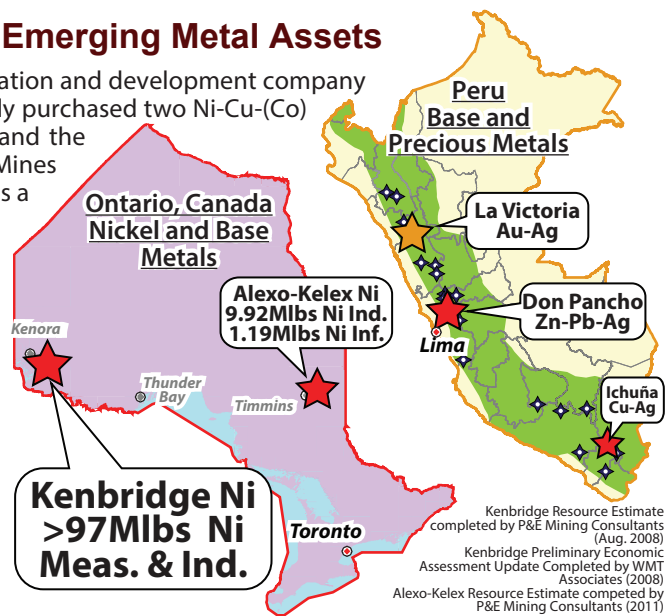 Emerging Metal Assets
ation and development company
ly purchased two Ni-Cu-(Co)
and the
Mines
s a
Ontario, Canada
Nickel and Base
Metals
Kenora
Alexo-Kelex Ni
9.92Mlbs Ni Ind.
1.19Mlbs Ni Inf.
Thunder
Bay
Timmins
Kenbridge Ni
>97Mlbs Ni
Meas. & Ind.
Toronto
Peru
Base and
Precious Metals
La Victoria
Au-Ag
Don Pancho
Zn-Pb-Ag
Lima
Ichuña
Cu-Ag
Kenbridge Resource Estimate
completed by P&E Mining Consultants
(Aug. 2008)
Kenbridge Preliminary Economic
Assessment Update Completed by WMT
Associates (2008)
Alexo-Kelex Resource Estimate competed by
P&E Mining Consultants (2011)